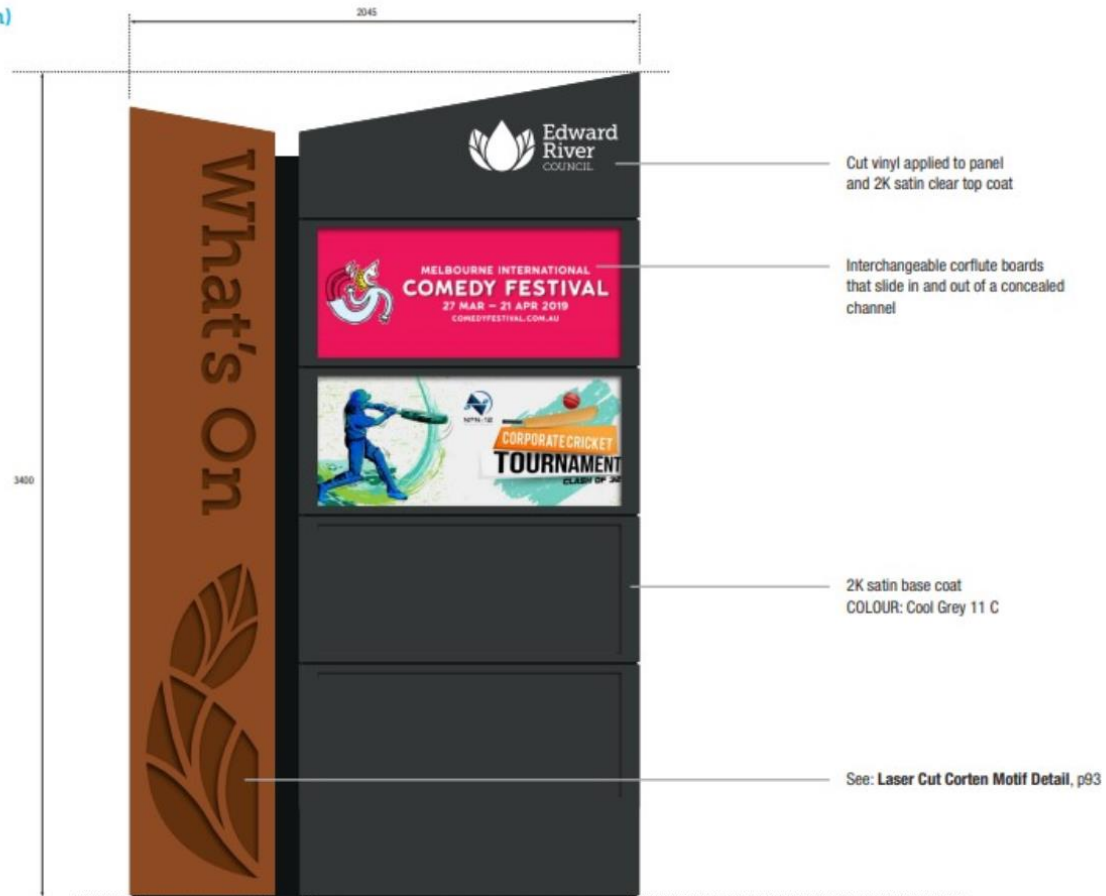 a)
2045
3400
What's On
Edward
River
COUNCIL
Cut vinyl applied to panel
and 2K satin clear top coat
MELBOURNE INTERNATIONAL
COMEDY FESTIVAL
27 MAR – 21 APR 2019
COMEDYFESTIVAL.COM.AU
Interchangeable corflute boards
that slide in and out of a concealed
channel
CORPORATE CRICKET
TOURNAMENT
2K satin base coat
COLOUR: Cool Grey 11 C
See: Laser Cut Corten Motif Detail, p93